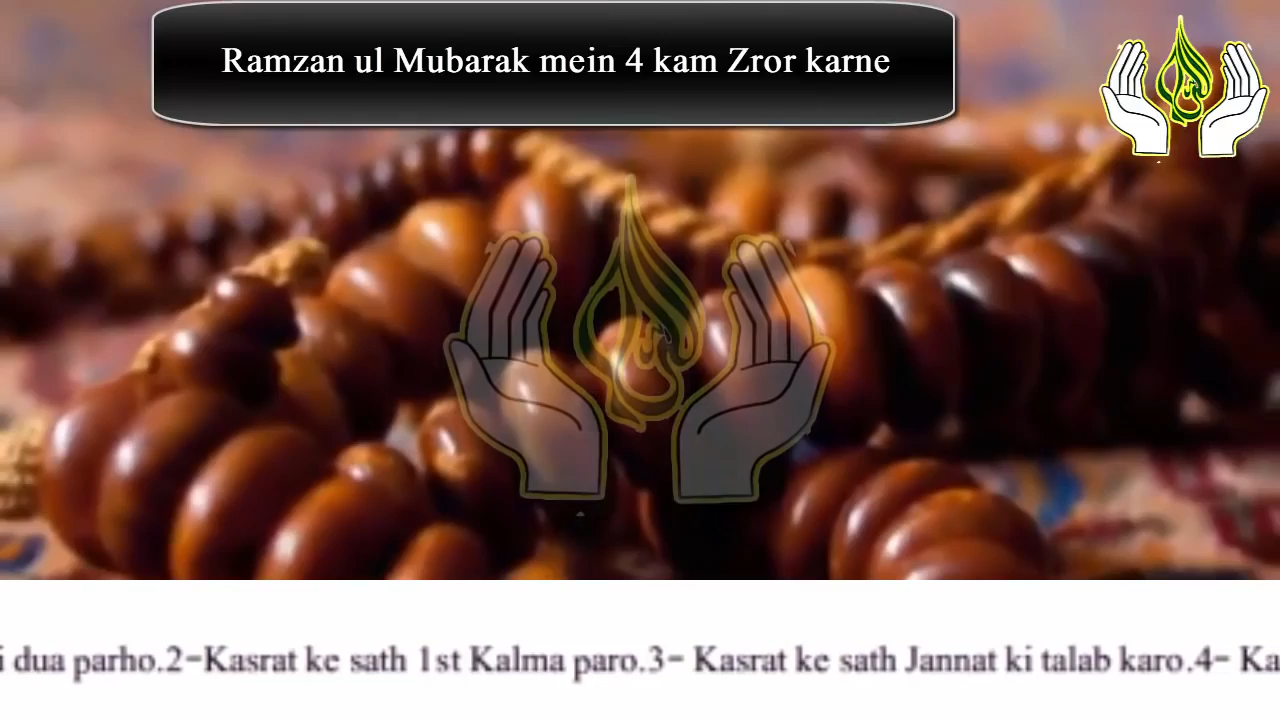 Ramzan ul Mubarak mein 4 kam Zror karne
i dua parho.2-Kasrat ke sath 1st Kalma paro.3- Kasrat ke sath Jannat ki talab karo.4- Ka